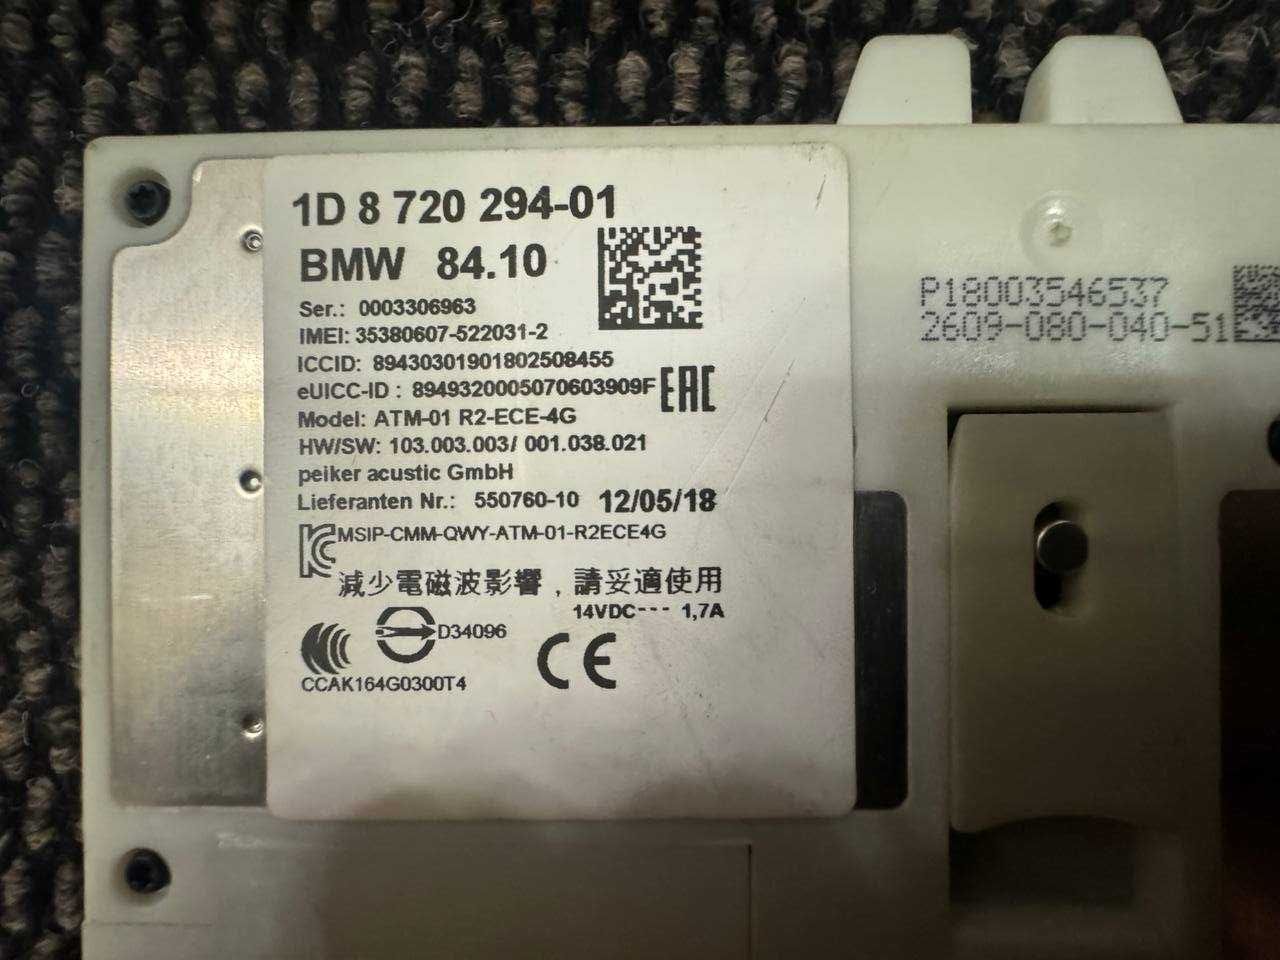 1D 8 720 294-01
BMW 84.10
Ser.: 0003306963
IMEI: 35380607-522031-2
ICCID: 89430301901802508455
eUICC-ID : 8949320005070603909F
EAC
Model: ATM-01 R2-ECE-4G
HW/SW: 103.003.003/ 001.038.021
peiker acustic GmbH
Lieferanten Nr.: 550760-10 12/05/18
MSIP-CMM-QWY-ATM-01-R2ECE4G
減少電磁波影響，請妥適使用
14VDC--- 1,7A
D34096
CE
CCAK164G0300T4
P18003546537
2609-080-040-51